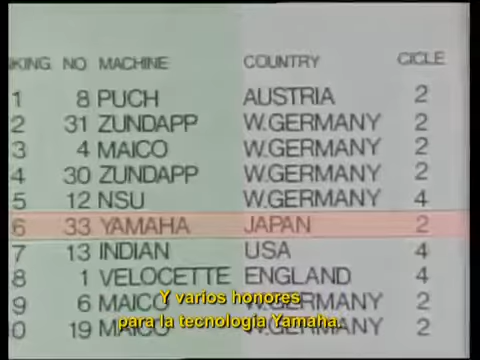 KING NO MACHINE COUNTRY CICLE
1 8 PUCH AUSTRIA 2
2 31 ZUNDAPP W.GERMANY 2
3 4 MAICO W.GERMANY 2
4 30 ZUNDAPP W.GERMANY 2
5 12 NSU W.GERMANY 4
6 33 YAMAHA JAPAN 2
7 13 INDIAN USA 4
8 1 VELOCETTE ENGLAND 4
9 6 MAICO W.GERMANY 2
0 19 MAICO W.GERMANY 2
Y varios honores
para la tecnología Yamaha.